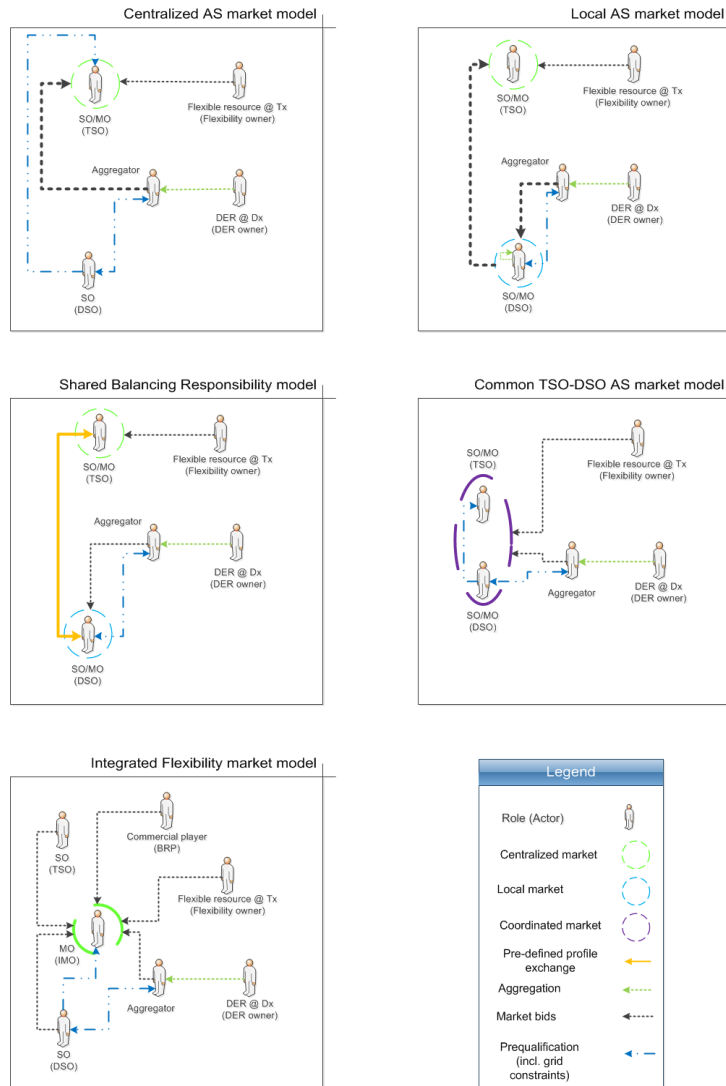 Centralized AS market model
SO/MO
(TSO)
Flexible resource @ Tx
(Flexibility owner)
Aggregator
DER @ Dx
(DER owner)
SO
(DSO)
Local AS market model
SO/MO
(TSO)
Flexible resource @ Tx
(Flexibility owner)
Aggregator
DER @ Dx
(DER owner)
SO/MO
(DSO)
Shared Balancing Responsibility model
SO/MO
(TSO)
Flexible resource @ Tx
(Flexibility owner)
Aggregator
DER @ Dx
(DER owner)
SO/MO
(DSO)
Common TSO-DSO AS market model
SO/MO
(TSO)
Flexible resource @ Tx
(Flexibility owner)
Aggregator
DER @ Dx
(DER owner)
SO/MO
(DSO)
Integrated Flexibility market model
Commercial player
(BRP)
SO
(TSO)
Flexible resource @ Tx
(Flexibility owner)
MO
(IMO)
Aggregator
DER @ Dx
(DER owner)
SO
(DSO)
Legend
Role (Actor)
Centralized market
Local market
Coordinated market
Pre-defined profile
exchange
Aggregation
Market bids
Prequalification
(incl. grid
constraints)